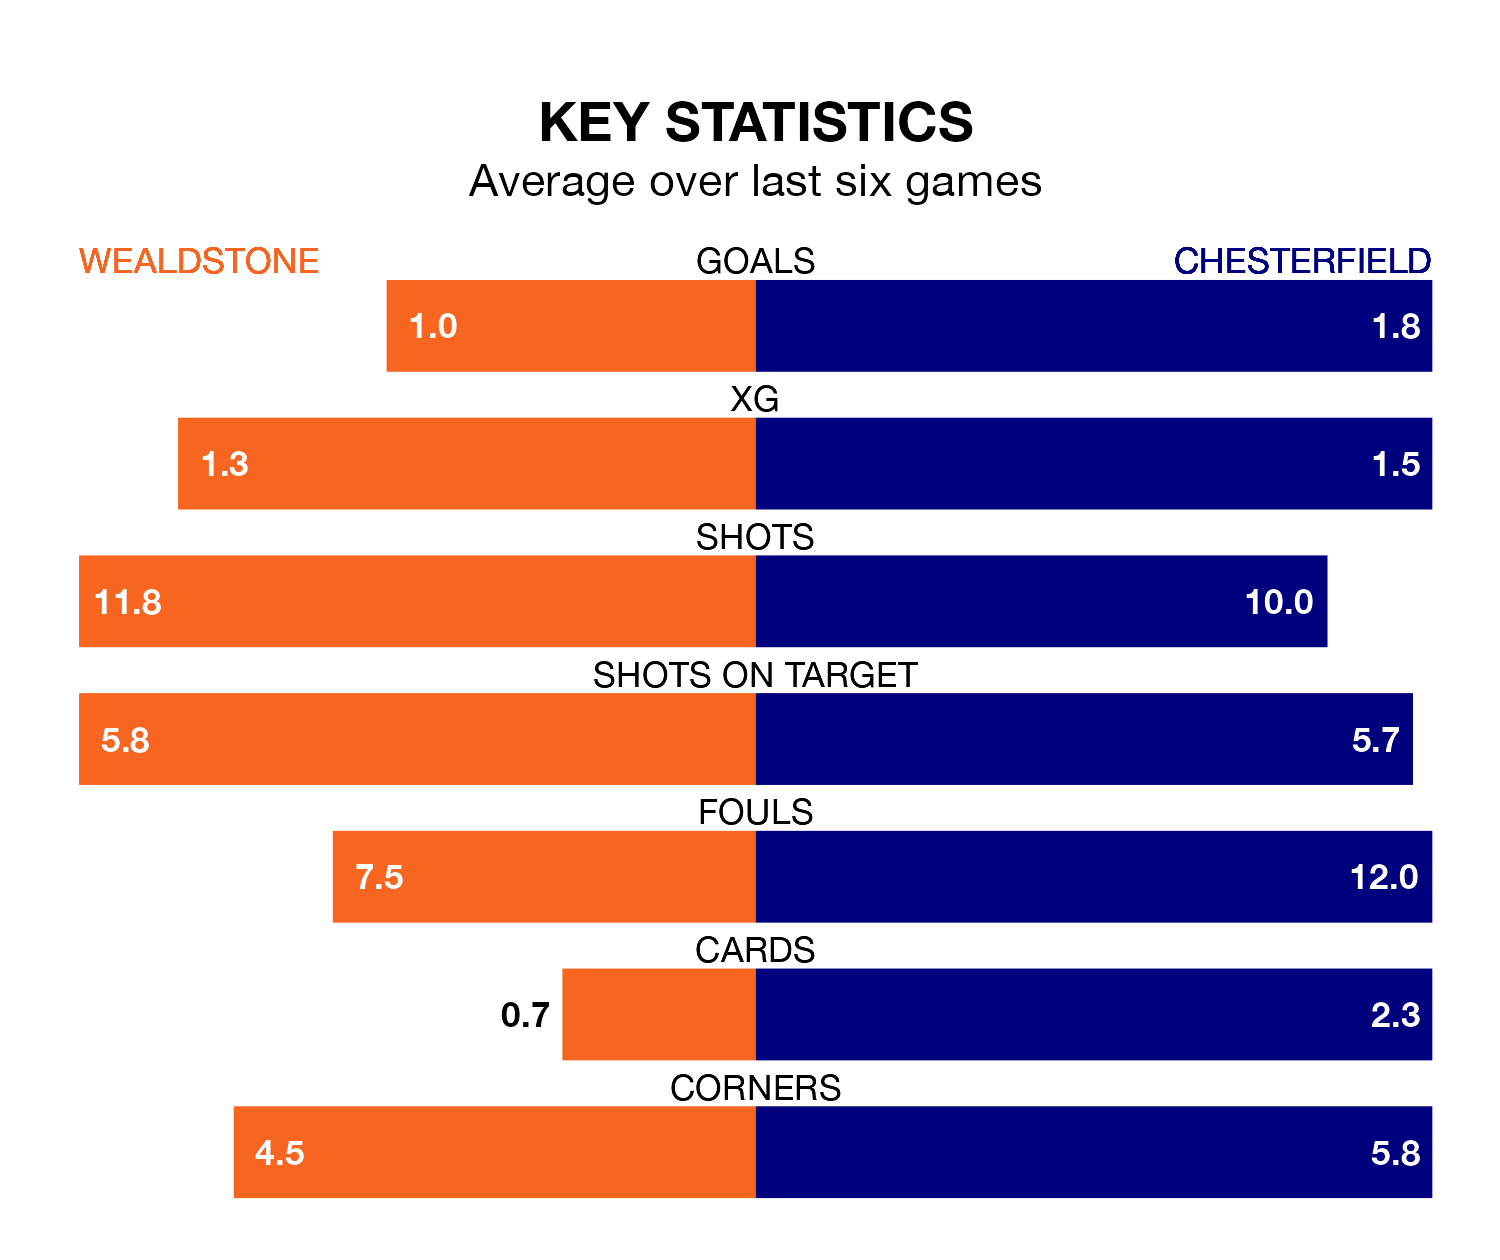 KEY STATISTICS
Average over last six games
WEALDSTONE GOALS CHESTERFIELD
1.0 1.8
XG
1.3 1.5
SHOTS
11.8 10.0
SHOTS ON TARGET
5.8 5.7
FOULS
7.5 12.0
CARDS
0.7 2.3
CORNERS
4.5 5.8